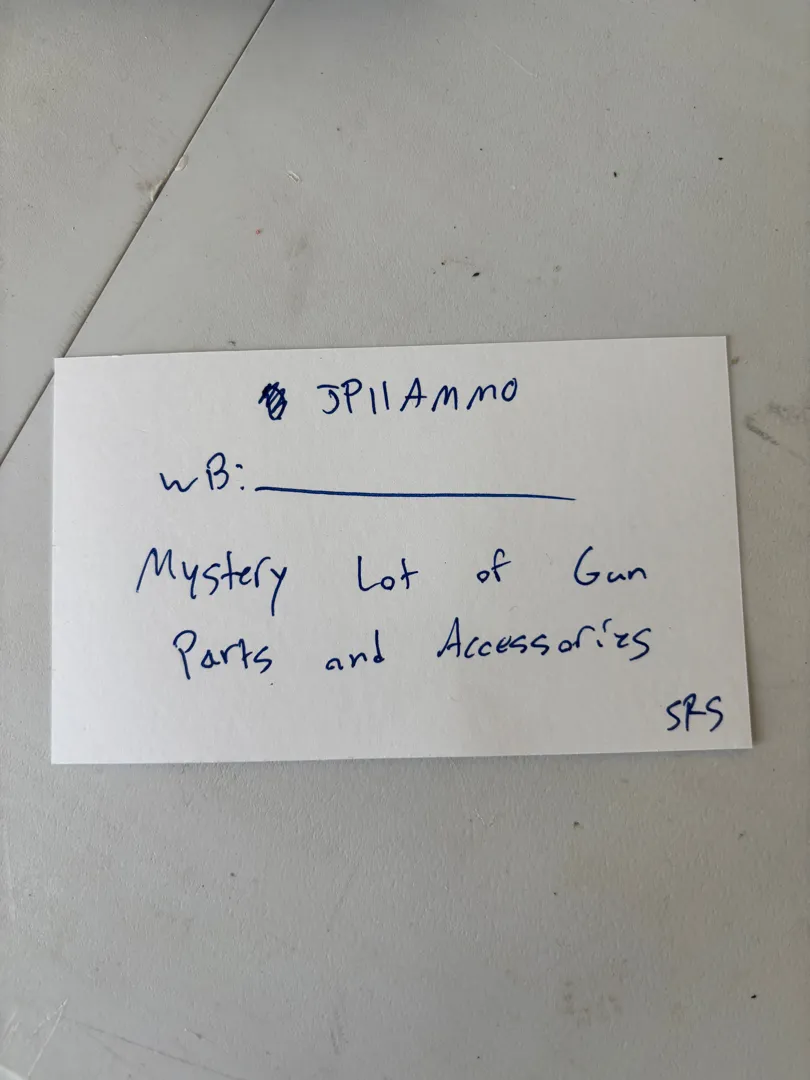 JP11AMMO
WB:
Mystery Lot of Gun
Parts and Accessories
SRS